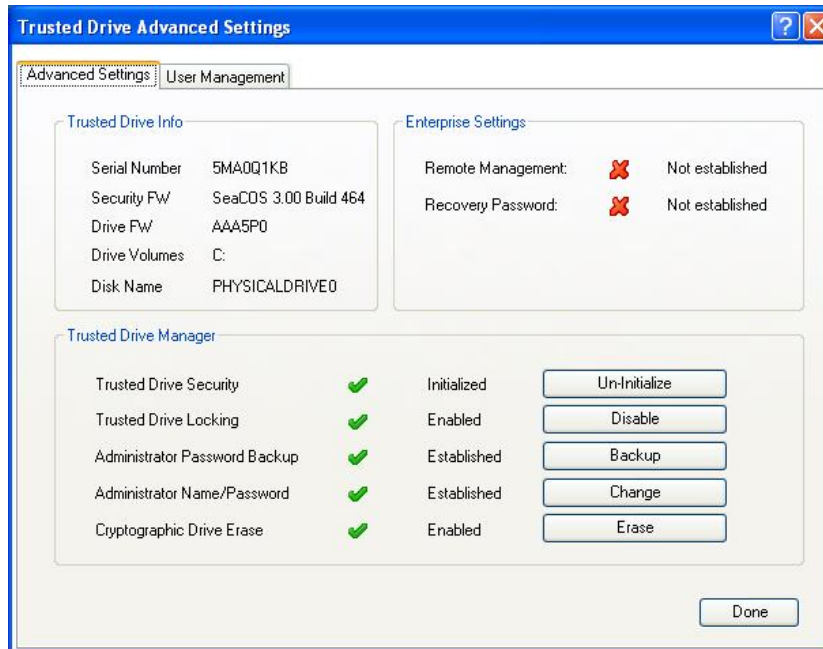 Trusted Drive Advanced Settings
Advanced Settings User Management
Trusted Drive Info
Serial Number 5MA0Q1KB
Security FW SeaCOS 3.00 Build 464
Drive FW AAA5P0
Drive Volumes C:
Disk Name PHYSICALDRIVE0
Enterprise Settings
Remote Management: Not established
Recovery Password: Not established
Trusted Drive Manager
Trusted Drive Security Initialized Un-Initialize
Trusted Drive Locking Enabled Disable
Administrator Password Backup Established Backup
Administrator Name/Password Established Change
Cryptographic Drive Erase Enabled Erase
Done